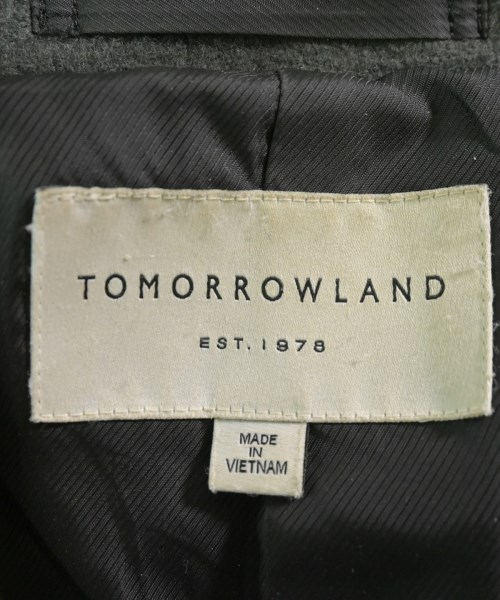 TOMORROWLAND
EST. 1978
MADE
IN
VIETNAM